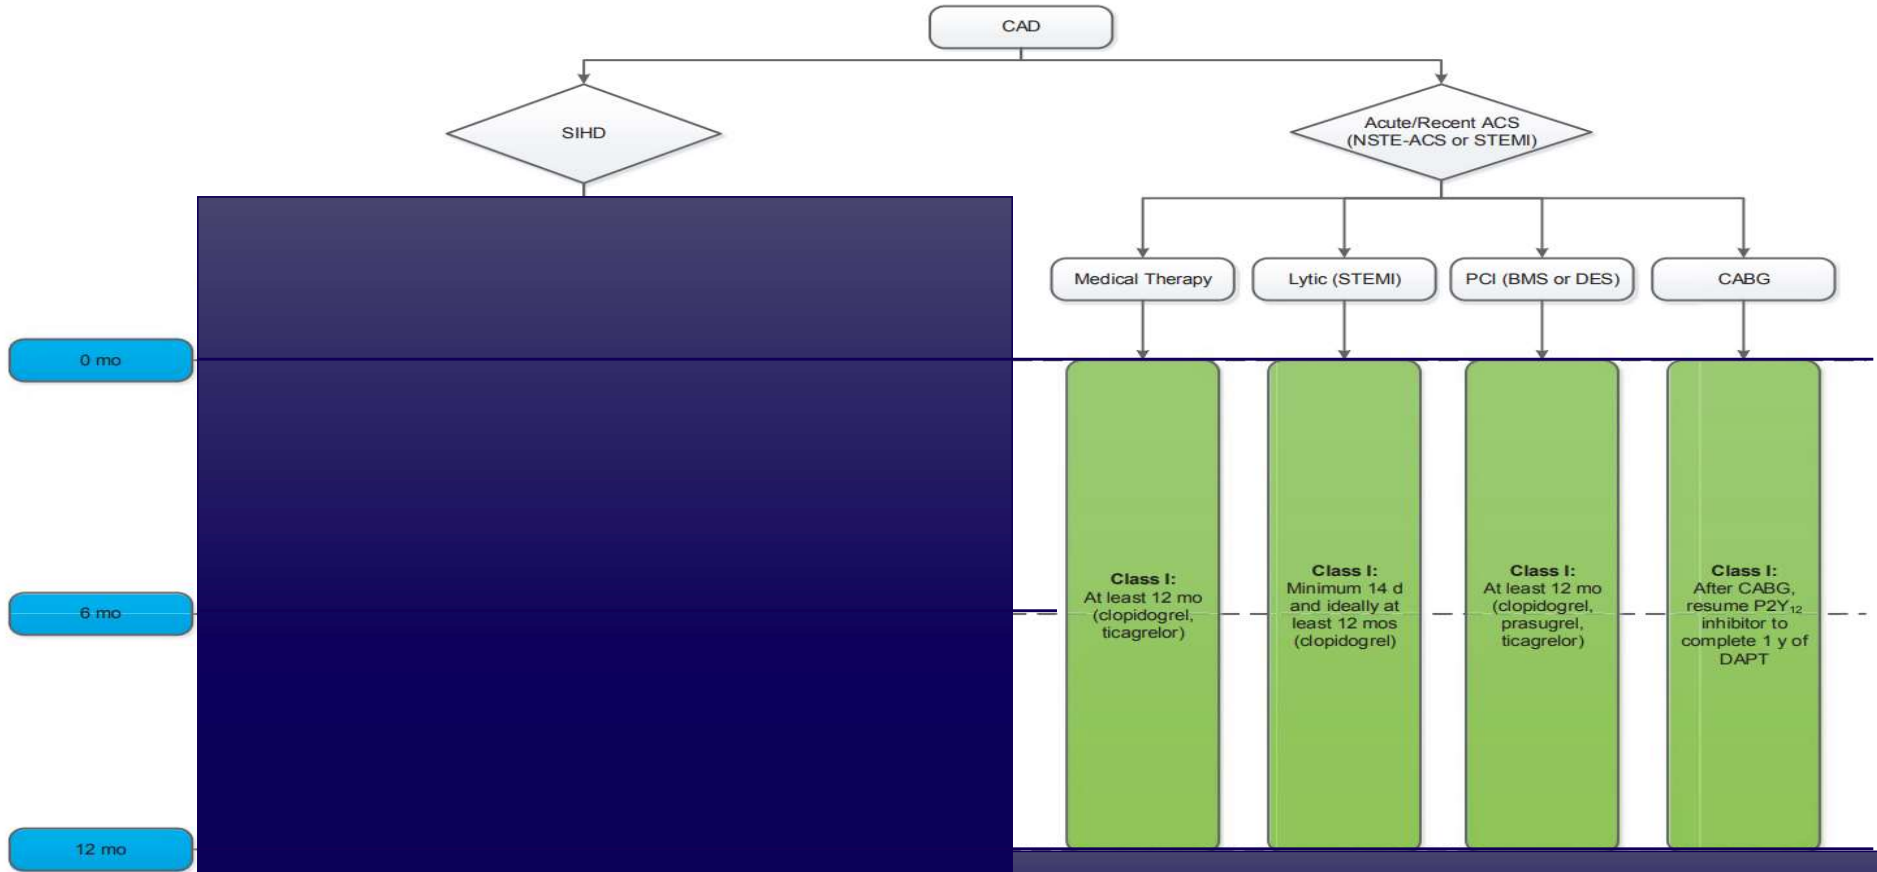 CAD
SIHD
Acute/Recent ACS
(NSTE-ACS or STEMI)
Medical Therapy
Lytic (STEMI)
PCI (BMS or DES)
CABG
0 mo
6 mo
12 mo
Class I:
At least 12 mo
(clopidogrel,
ticagrelor)
Class I:
Minimum 14 d
and ideally at
least 12 mos
(clopidogrel)
Class I:
At least 12 mo
(clopidogrel,
prasugrel,
ticagrelor)
Class I:
After CABG,
resume P2Y₁₂
inhibitor to
complete 1 y of
DAPT